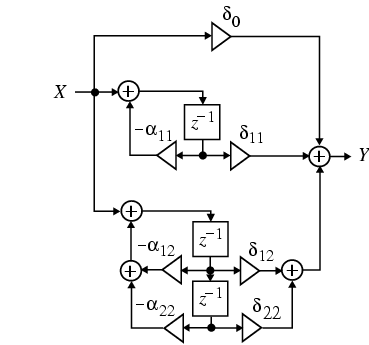 δ₀
X
+
−α₁₁
z⁻¹
δ₁₁
+
Y
+
−α₁₂
z⁻¹
δ₁₂
+
+
−α₂₂
z⁻¹
δ₂₂